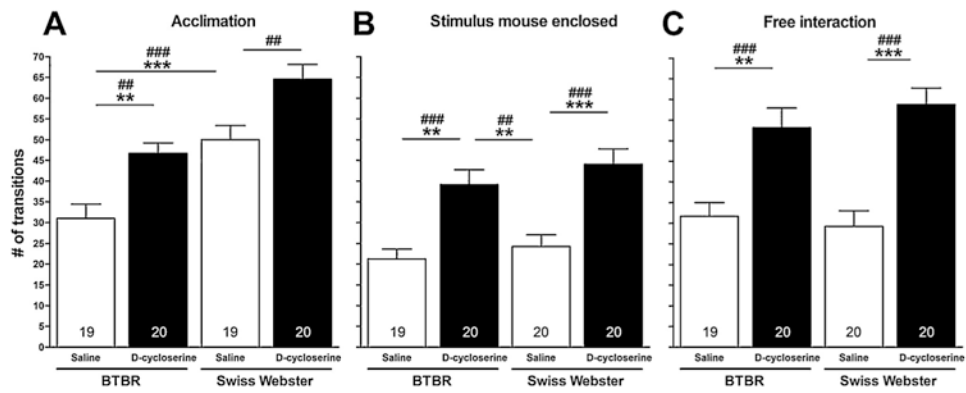 A Acclimation
B Stimulus mouse enclosed
C Free interaction
# of transitions
70
65
60
55
50
45
40
35
30
25
20
15
10
5
0
###
***
##
**
##
###
**
##
**
###
***
###
**
###
***
19 20 19 20
19 20 20 20
19 20 20 20
Saline D-cycloserine Saline D-cycloserine
BTBR Swiss Webster
Saline D-cycloserine Saline D-cycloserine
BTBR Swiss Webster
Saline D-cycloserine Saline D-cycloserine
BTBR Swiss Webster